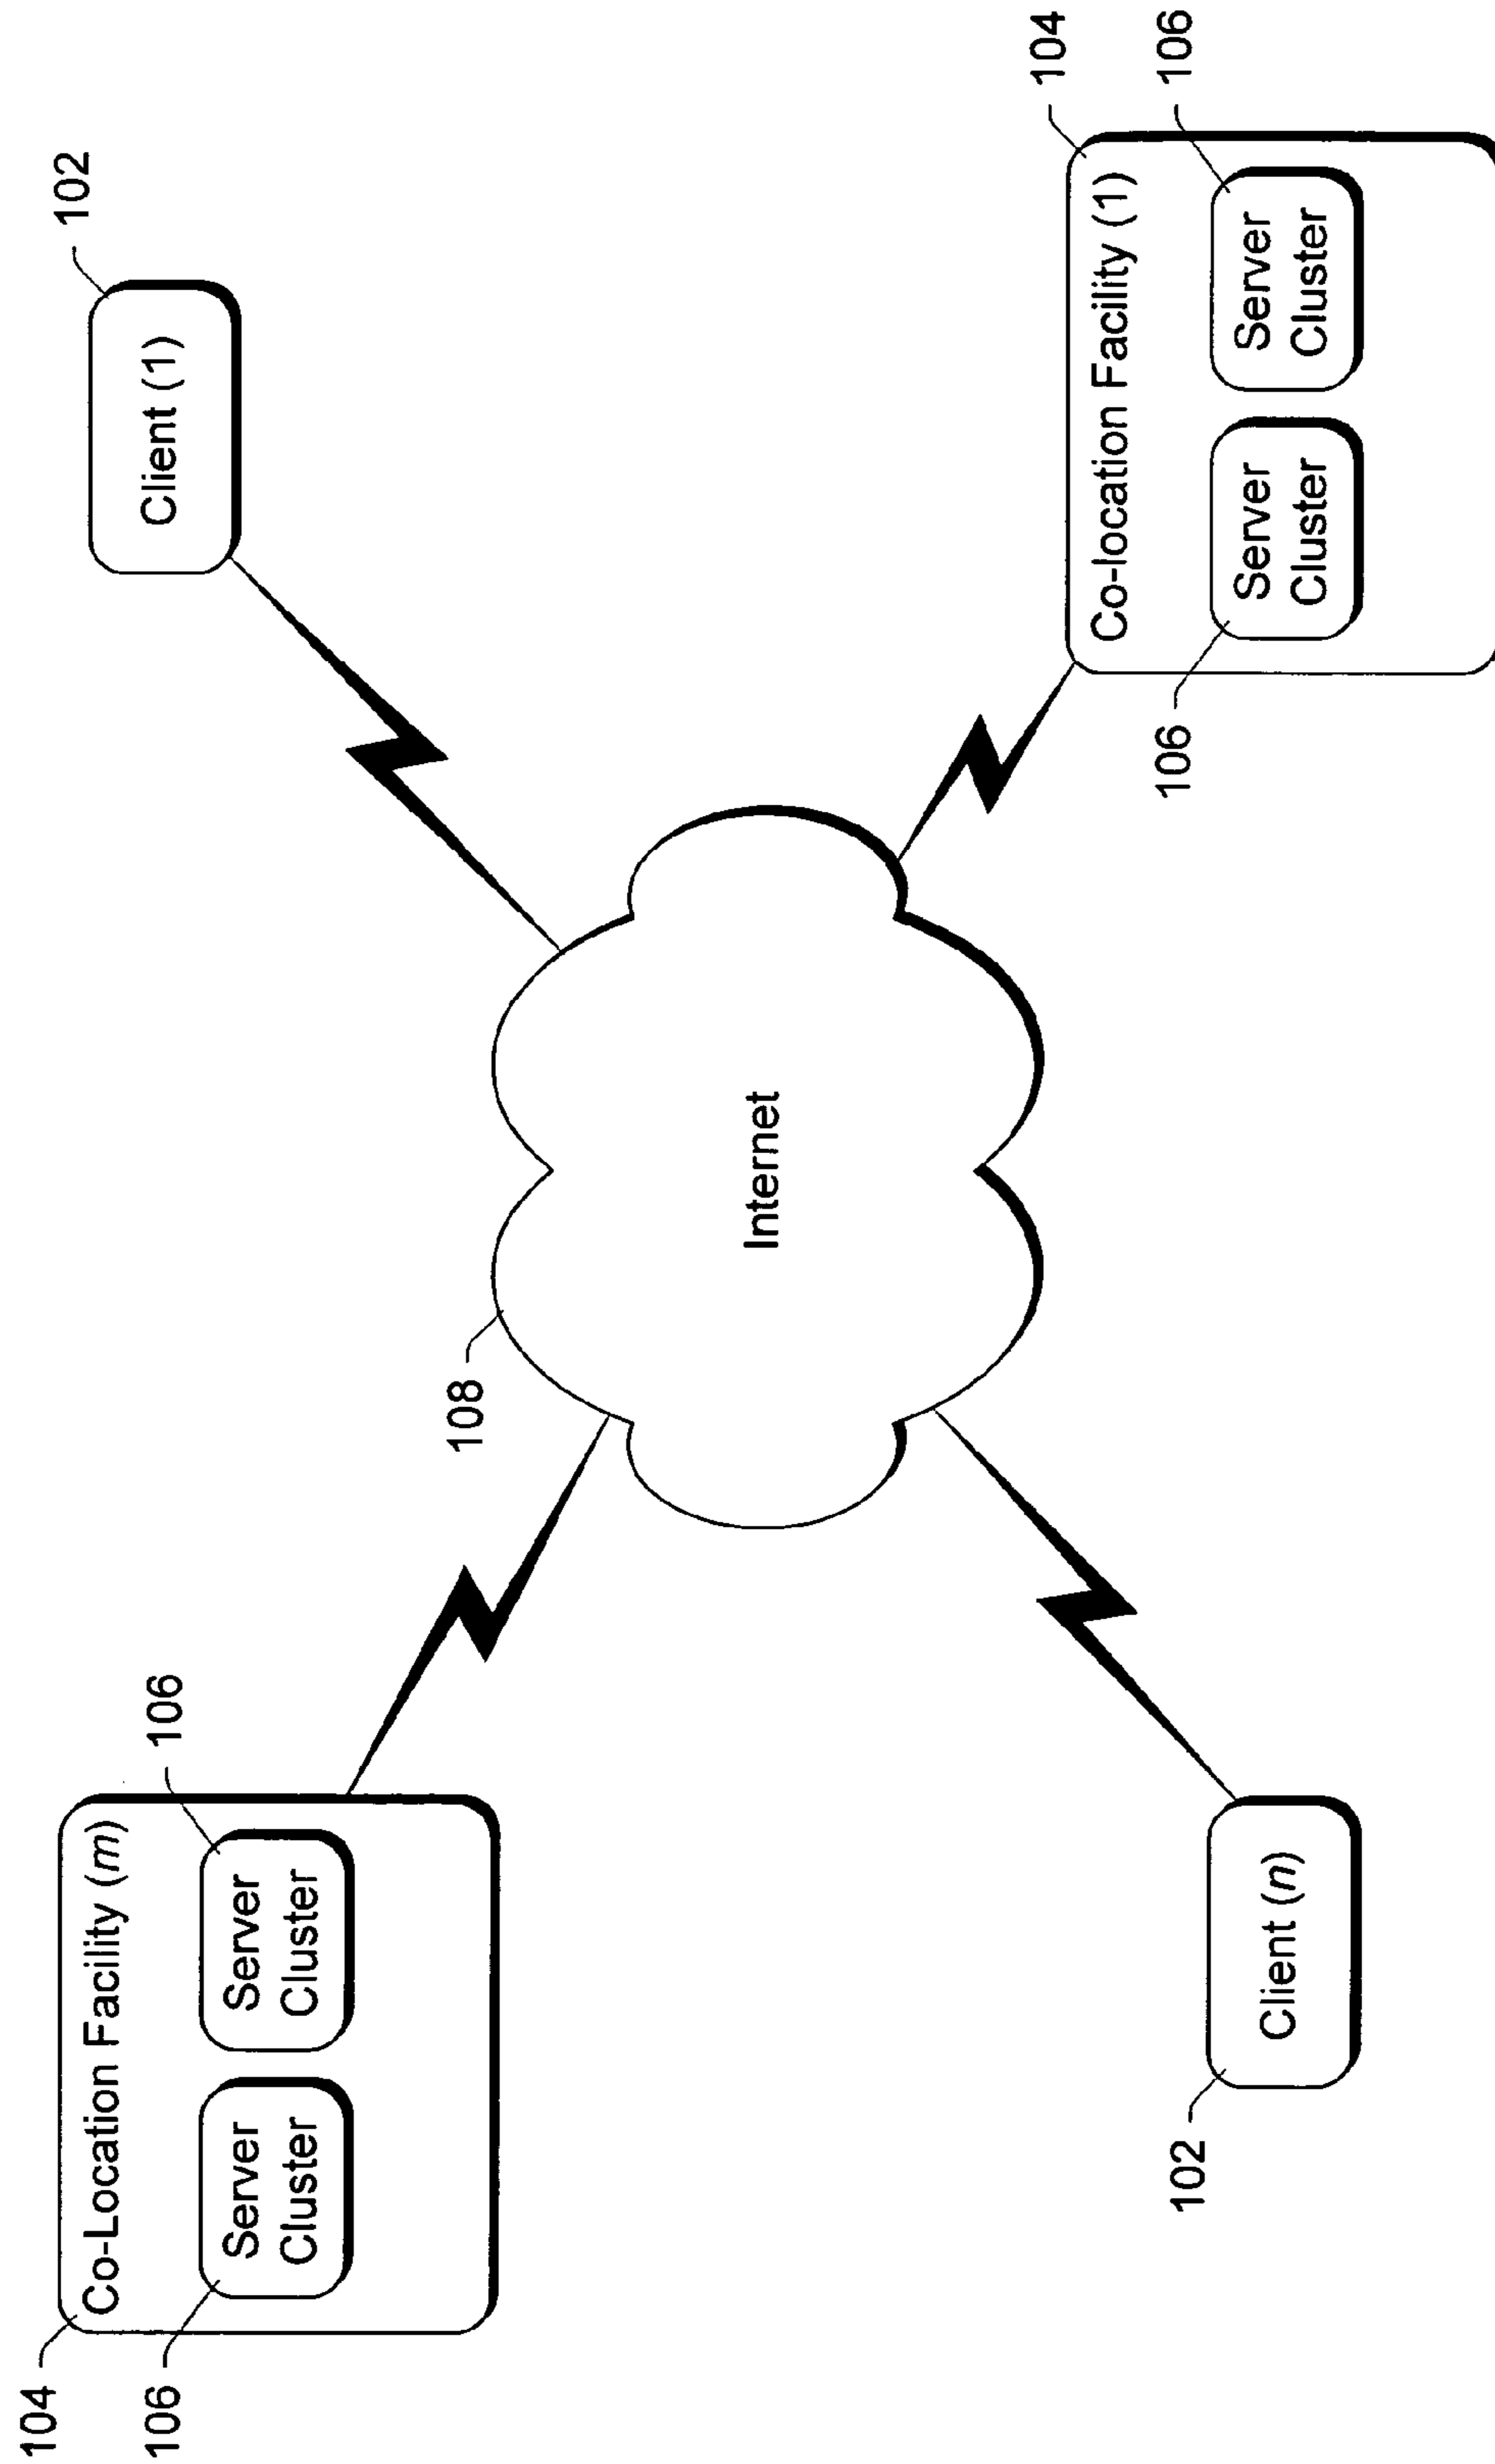 104
Co-Location Facility (m)
106
Server
Cluster
106
Server
Cluster
108
Internet
102
Client (1)
102
Client (n)
104
Co-location Facility (1)
106
Server
Cluster
106
Server
Cluster